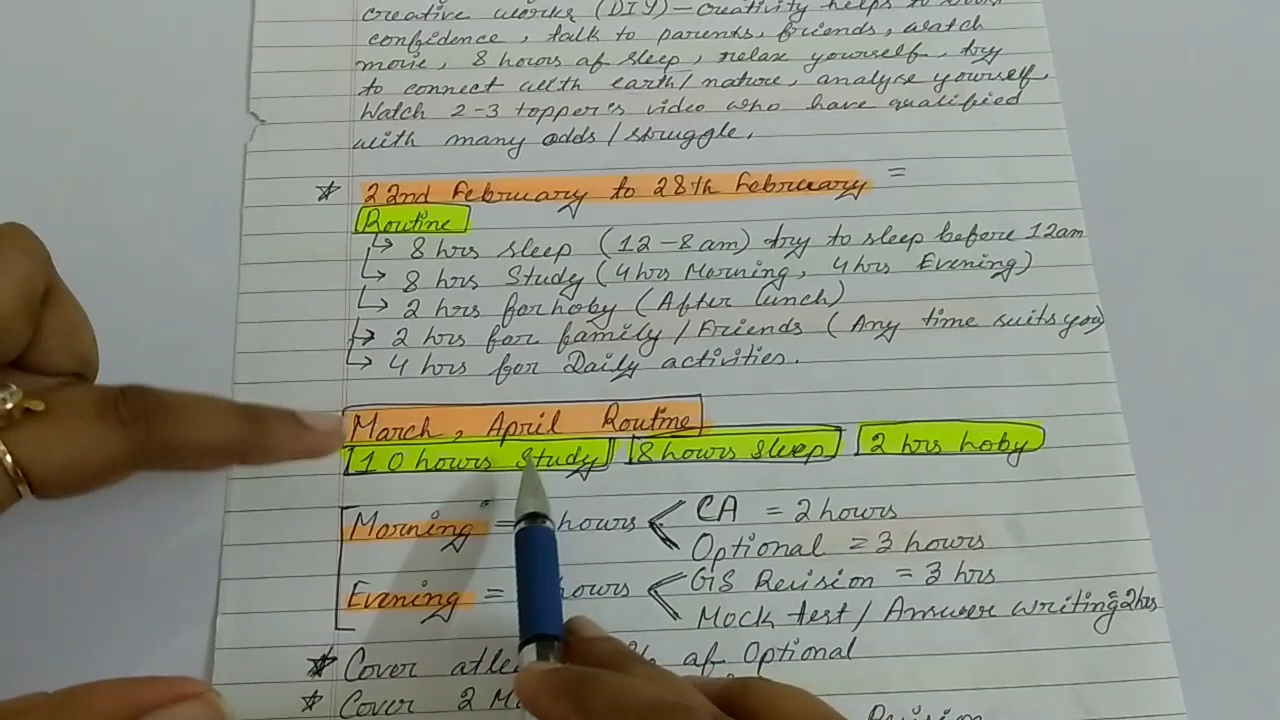 creative works (DIY)-creativity helps to
confidence, talk to parents, friends, watch
movie, 8 hours of sleep, relax yourself, try
to connect with earth/nature, analyse yourself,
Watch 2-3 topper's video who have qualified
with many odds/struggle.
* 22nd February to 28th February =
Routine
↳ 8 hrs sleep (12-8am) try to sleep before 12am
↳ 8 hrs Study (4hrs Morning, 4hrs Evening)
↳ 2 hrs for hoby (After lunch)
↳ 2 hrs for family/Friends (Any time suits you)
↳ 4 hrs for Daily activities.
March, April Routine
10 hours Study 8 hours sleep 2 hrs hoby
Morning = hours < CA = 2 hours
Optional = 3 hours
Evening = hours < GS Revision = 3 hrs
Mock test/Answer writing = 2hrs
* Cover of Optional
* Cover 2
Revision